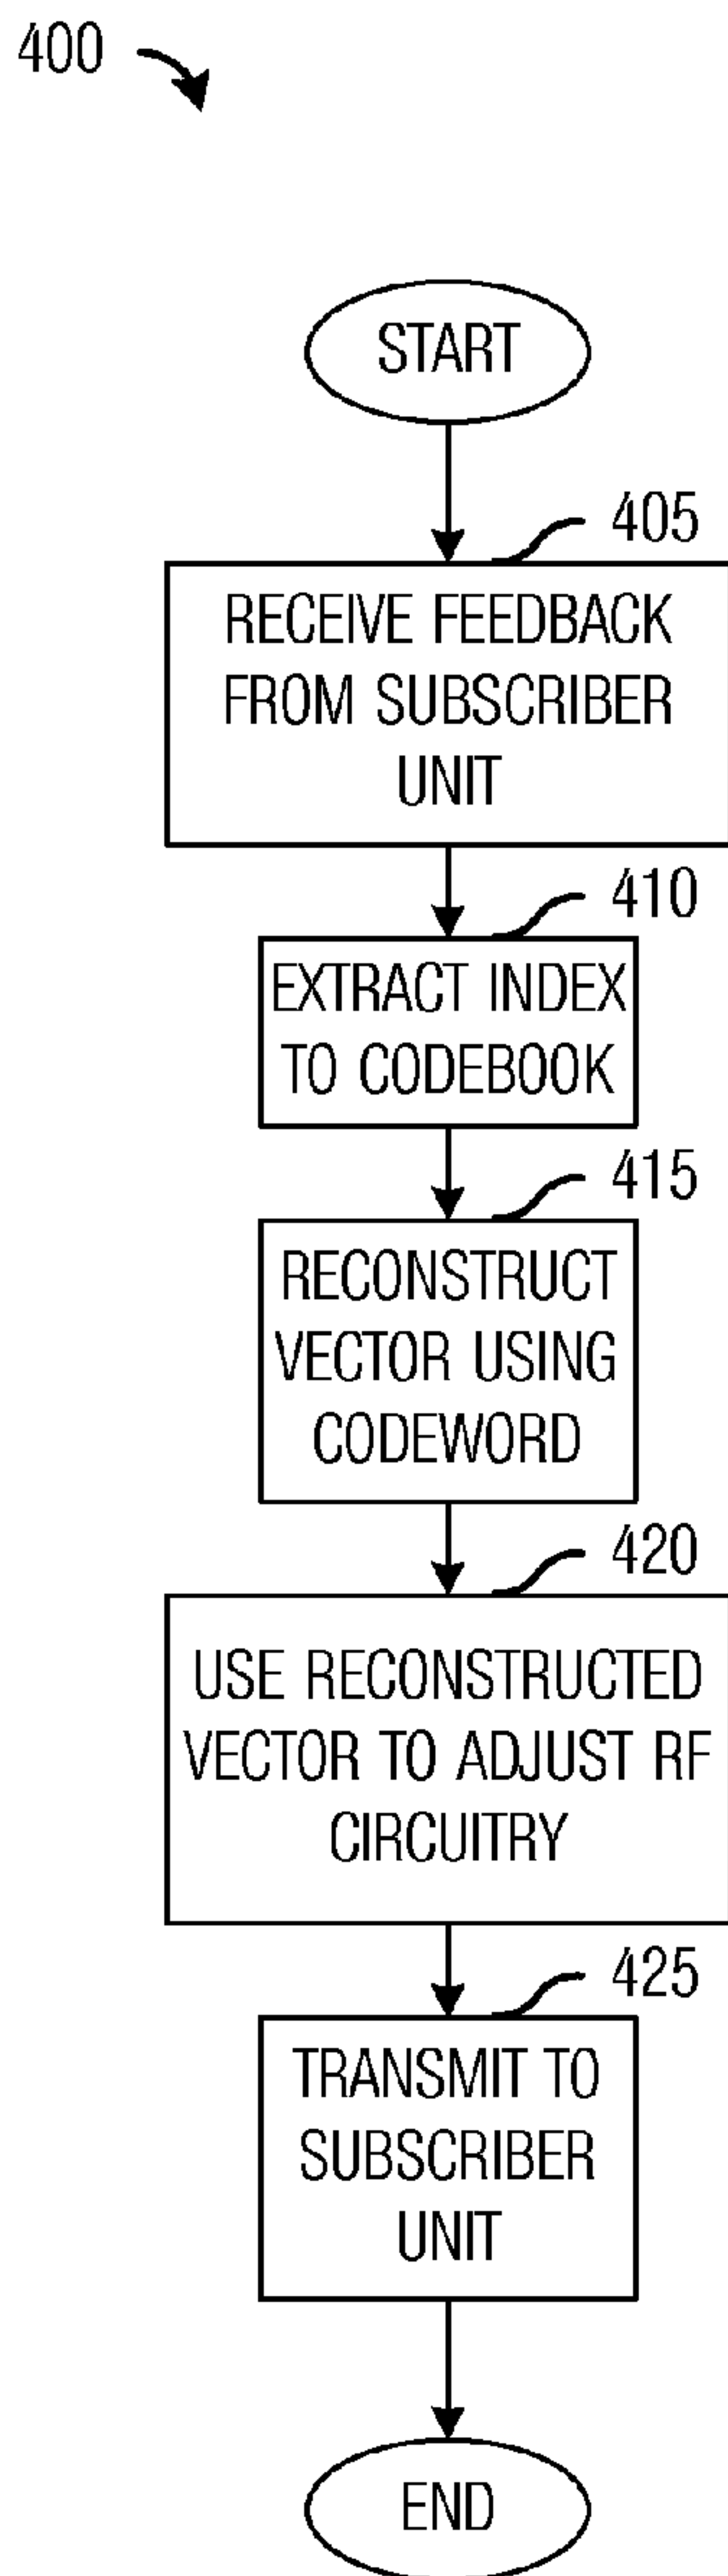 400
START
405
RECEIVE FEEDBACK
FROM SUBSCRIBER
UNIT
410
EXTRACT INDEX
TO CODEBOOK
415
RECONSTRUCT
VECTOR USING
CODEWORD
420
USE RECONSTRUCTED
VECTOR TO ADJUST RF
CIRCUITRY
425
TRANSMIT TO
SUBSCRIBER
UNIT
END